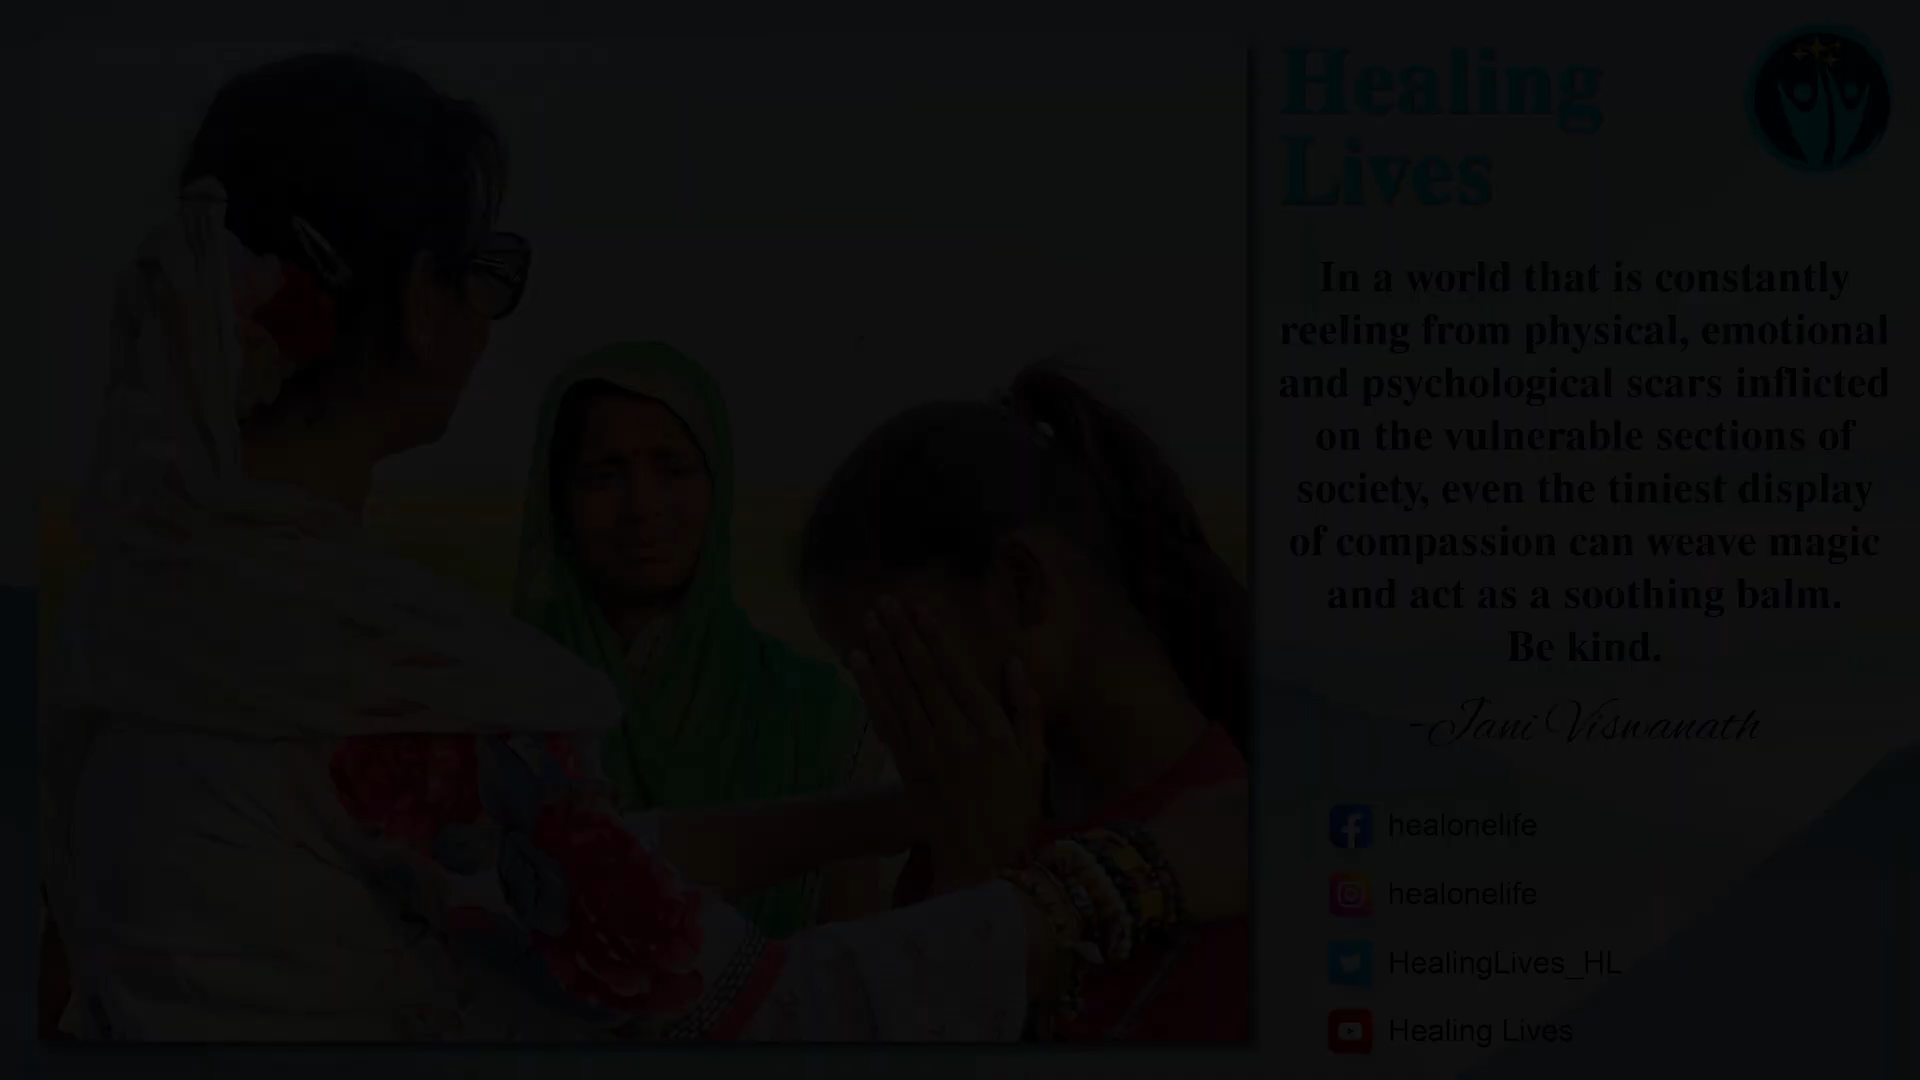 Healing
Lives
In a world that is constantly
reeling from physical, emotional
and psychological scars inflicted
on the vulnerable sections of
society, even the tiniest display
of compassion can weave magic
and act as a soothing balm.
Be kind.
-Jani Viswanath
healonelife
healonelife
HealingLives_HL
Healing Lives